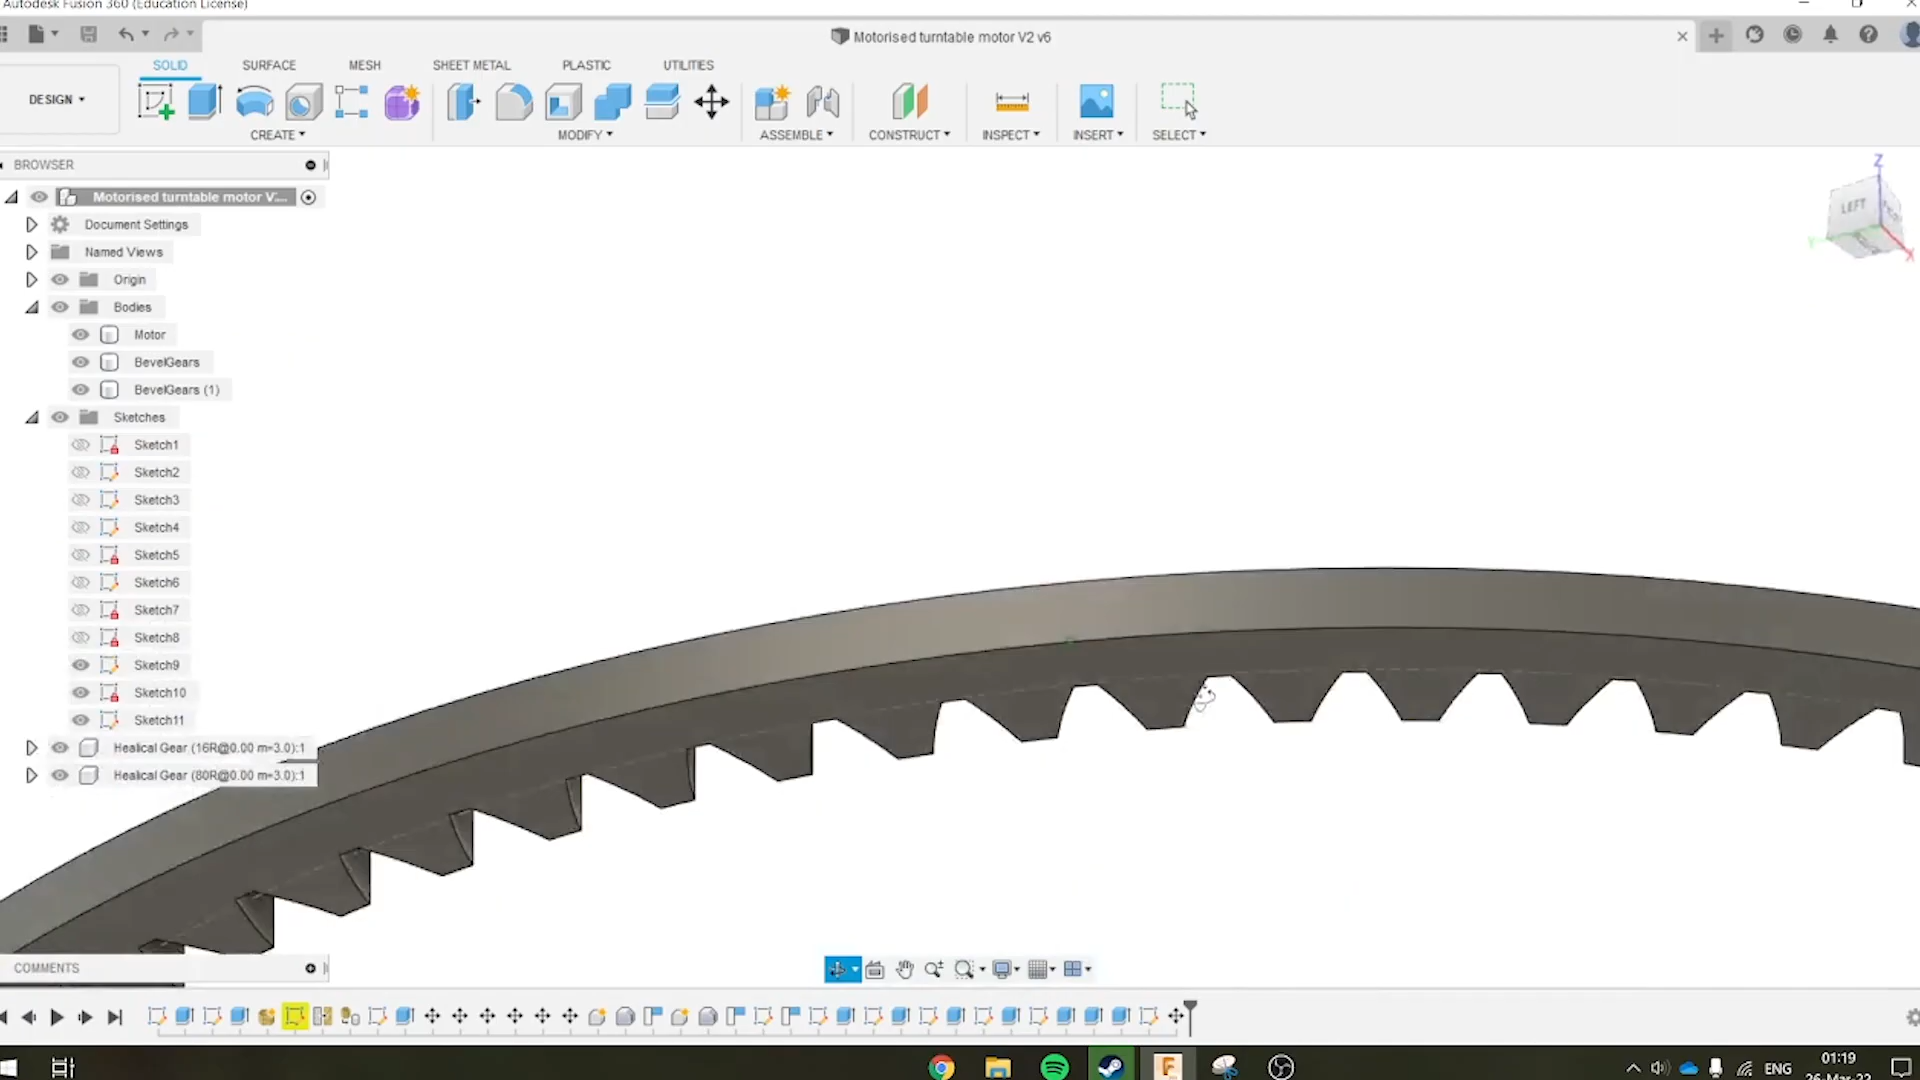 Autodesk Fusion 360 (Education License)
Motorised turntable motor V2 v6
SOLID SURFACE MESH SHEET METAL PLASTIC UTILITIES
DESIGN
CREATE MODIFY ASSEMBLE CONSTRUCT INSPECT INSERT SELECT
BROWSER
Motorised turntable motor V...
Document Settings
Named Views
Origin
Bodies
Motor
BevelGears
BevelGears (1)
Sketches
Sketch1
Sketch2
Sketch3
Sketch4
Sketch5
Sketch6
Sketch7
Sketch8
Sketch9
Sketch10
Sketch11
Healical Gear (16R@0.00 m=3.0):1
Healical Gear (80R@0.00 m=3.0):1
Z
LEFT
Y
X
COMMENTS
ENG
01:19
26-Mar-22